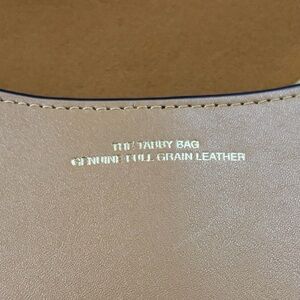 THE TABBY BAG
GENUINE FULL GRAIN LEATHER